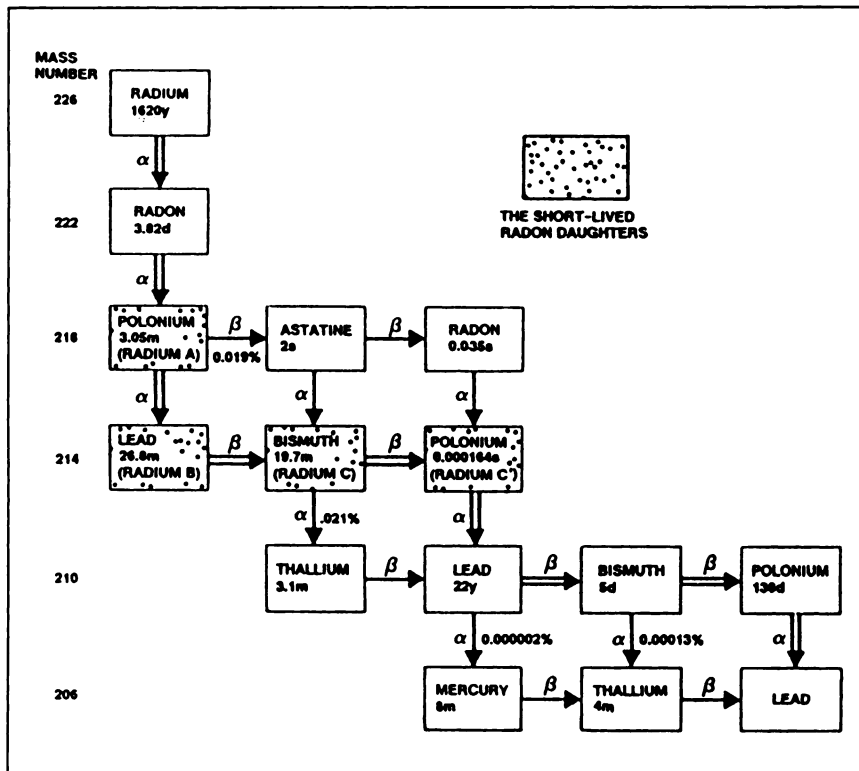 MASS
NUMBER
226
RADIUM
1620y
α
THE SHORT-LIVED
RADON DAUGHTERS
222
RADON
3.82d
α
218
POLONIUM
3.05m
(RADIUM A)
β
0.019%
ASTATINE
2s
β
RADON
0.035s
α
α
α
214
LEAD
26.8m
(RADIUM B)
β
BISMUTH
19.7m
(RADIUM C)
β
POLONIUM
0.000164s
(RADIUM C')
α .021%
α
210
THALLIUM
3.1m
β
LEAD
22y
β
BISMUTH
5d
β
POLONIUM
138d
α 0.000002%
α 0.00013%
α
206
MERCURY
8m
β
THALLIUM
4m
β
LEAD